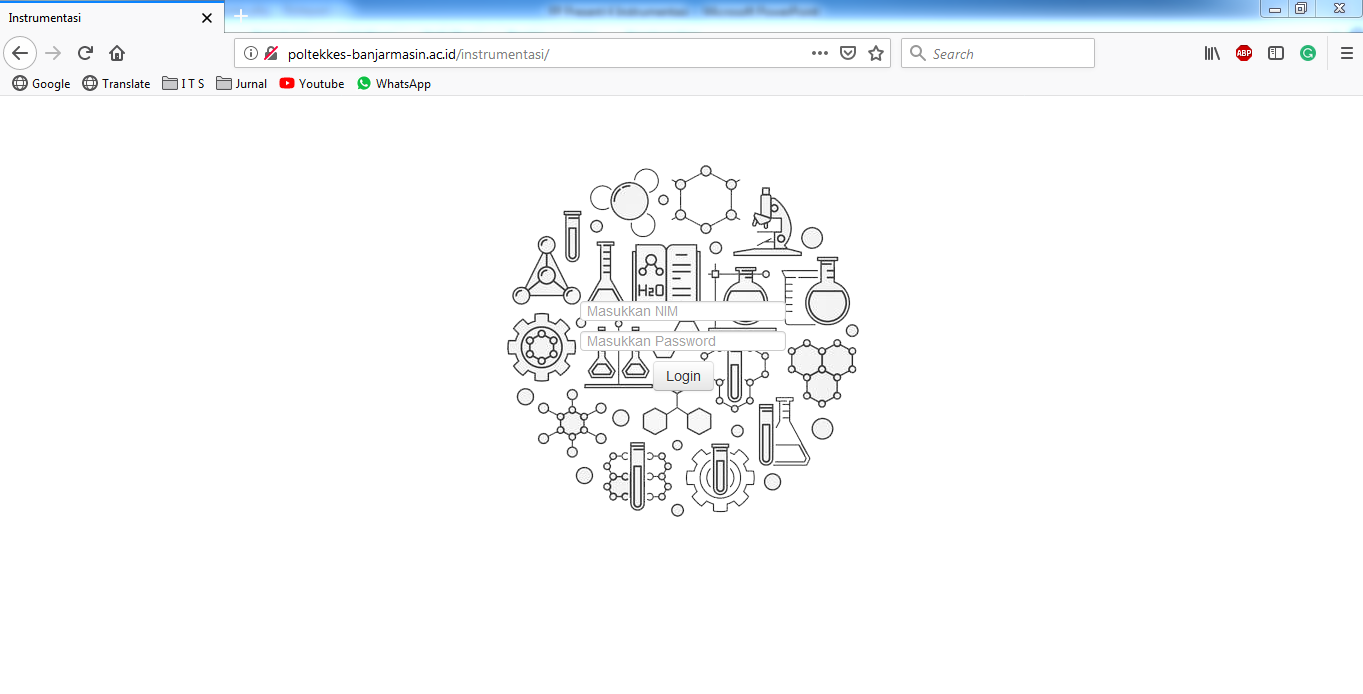 Instrumentasi
poltekkes-banjarmasin.ac.id/instrumentasi/
Search
ABP
Google Translate I T S Jurnal Youtube WhatsApp
H2O
Masukkan NIM
Masukkan Password
Login